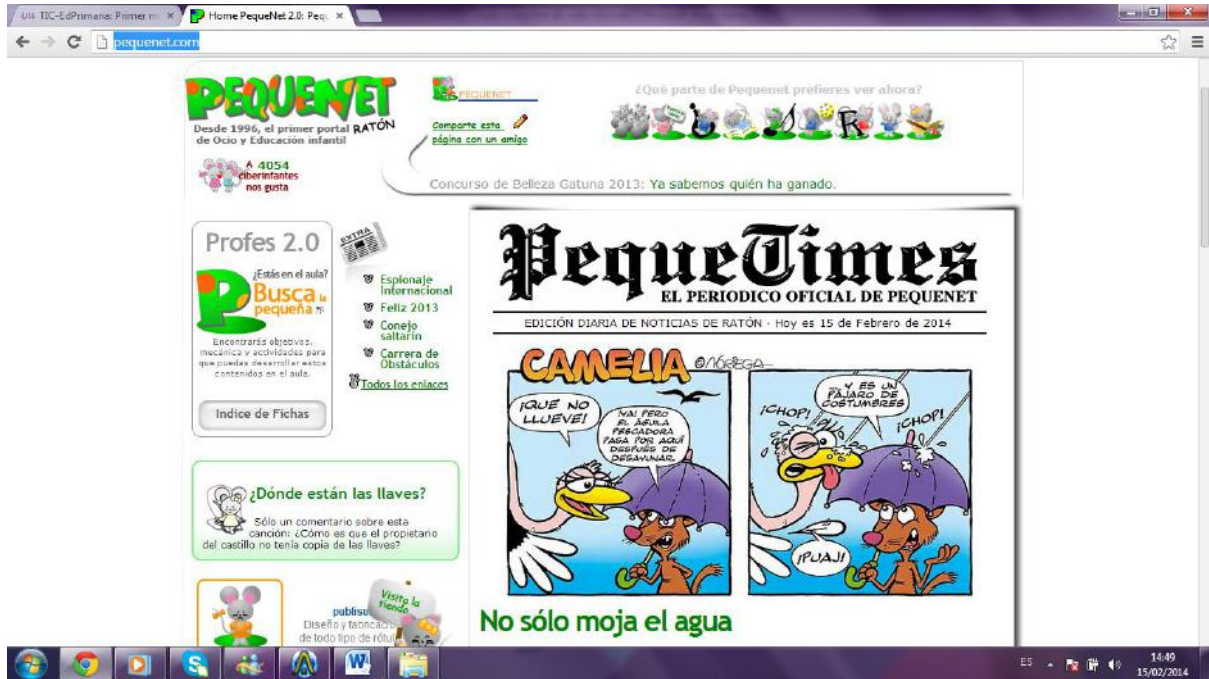 TIC-EdPrimaria: Primer m
Home PequeNet 2.0: Pequ
pequenet.com
PEQUENET
Desde 1996, el primer portal RATÓN
de Ocio y Educación infantil
A 4054
ciberinfantes
nos gusta
PEQUENET
Comparte esta
página con un amigo
¿Qué parte de Pequenet prefieres ver ahora?
Concurso de Belleza Gatuna 2013: Ya sabemos quién ha ganado.
Profes 2.0
¿Estás en el aula?
Busca la
pequeña
Encontrarás objetivos,
mecánica y actividades para
que puedas desarrollar estos
contenidos en el aula.
Indice de Fichas
EXTRA
Espionaje
Internacional
Feliz 2013
Conejo
saltarín
Carrera de
Obstáculos
Todos los enlaces
¿Dónde están las llaves?
Sólo un comentario sobre esta
canción: ¿Cómo es que el propietario
del castillo no tenía copia de las llaves?
Visita la
tienda
publisu
Diseño y fabricaci
de todo tipo de rótul
PequeTimes
EL PERIODICO OFICIAL DE PEQUENET
EDICIÓN DIARIA DE NOTICIAS DE RATÓN - Hoy es 15 de Febrero de 2014
CAMELIA ©NÓREGA
¡QUE NO
LLUEVE!
¡YA! PERO
EL ÁGUILA
PESCADORA
PASA POR AQUÍ
DESPUÉS DE
DESAYUNAR.
... Y ES UN
PÁJARO DE
COSTUMBRES
¡CHOP!
¡CHOP!
¡PUAJ!
No sólo moja el agua
ES
14:49
15/02/2014